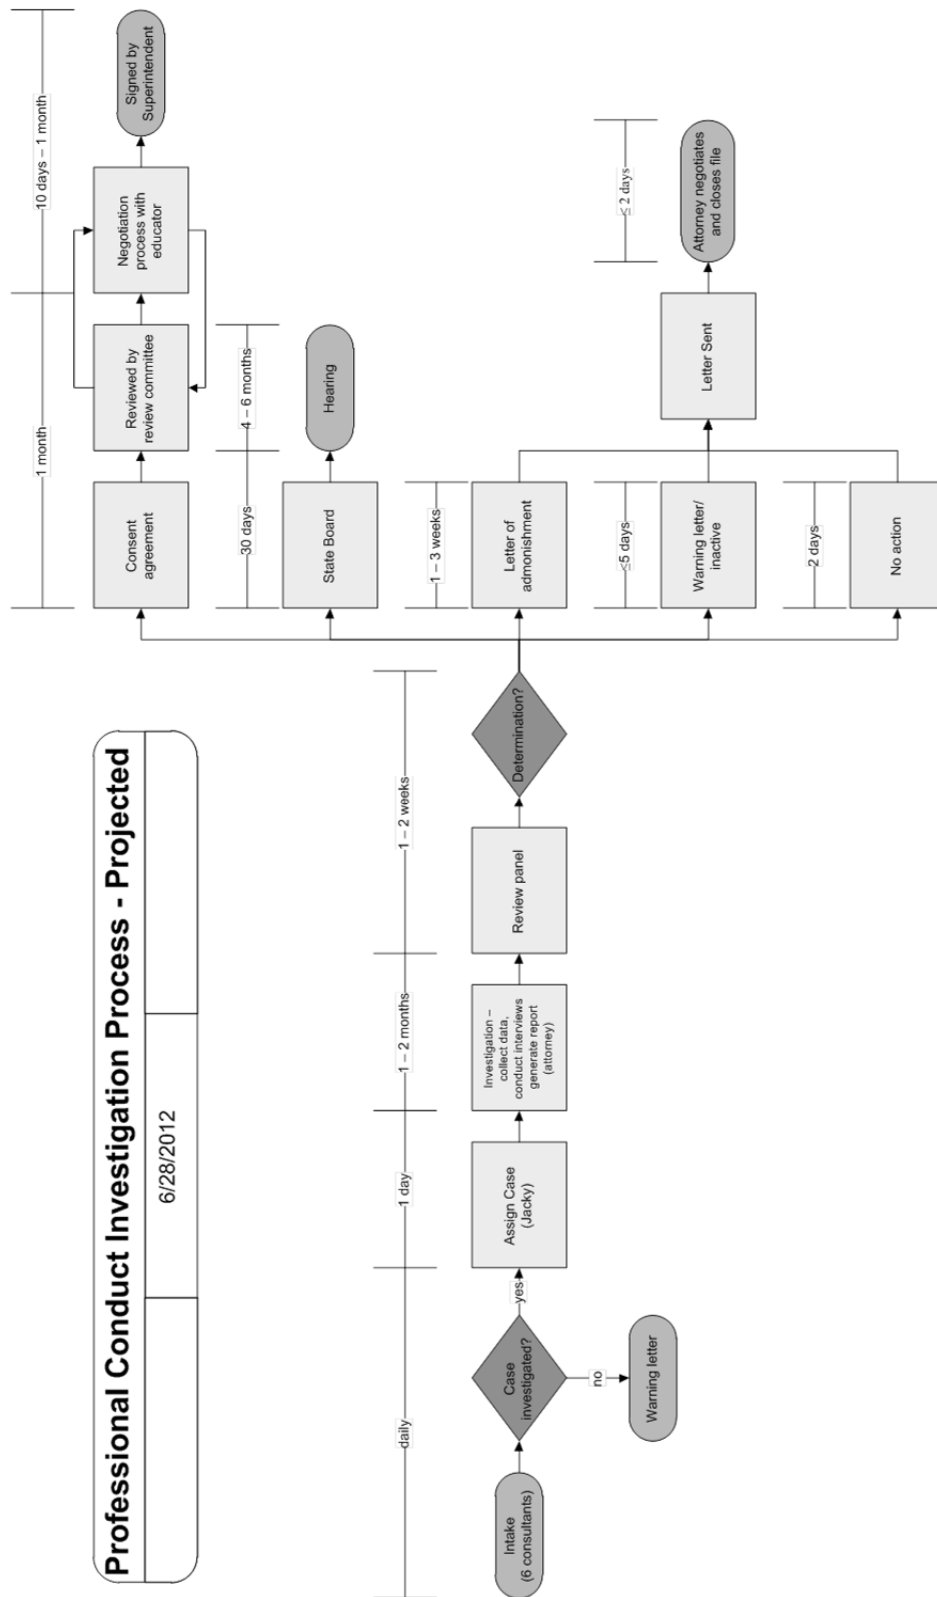 Professional Conduct Investigation Process - Projected
6/28/2012
daily
1 day
1 – 2 months
1 – 2 weeks
Intake
(6 consultants)
Case
investigated?
yes
no
Warning letter
Assign Case
(Jacky)
Investigation –
collect data,
conduct interviews
generate report
(attorney)
Review panel
Determination?
1 month
10 days – 1 month
Consent
agreement
Reviewed by
review committee
Negotiation
process with
educator
Signed by
Superintendent
30 days
4 – 6 months
State Board
Hearing
1 – 3 weeks
Letter of
admonishment
≤5 days
Warning letter/
inactive
2 days
No action
Letter Sent
≤ 2 days
Attorney negotiates
and closes file